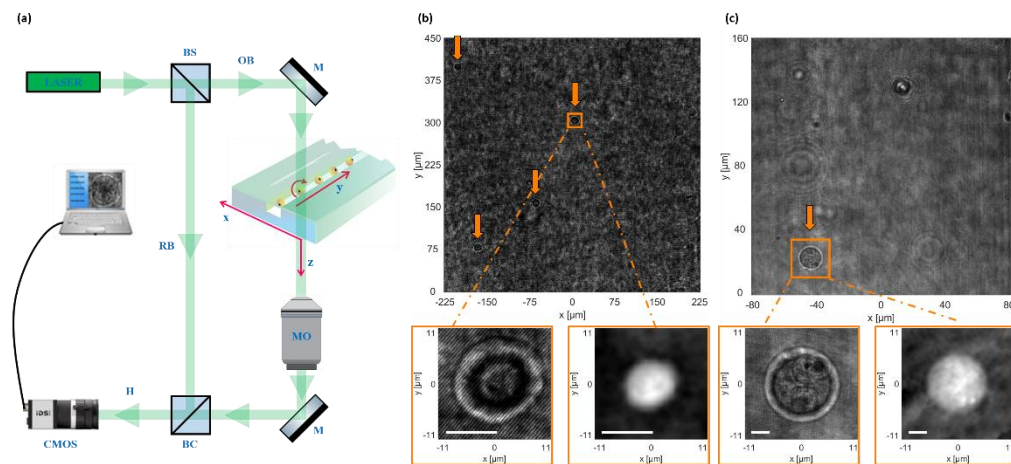 (a)
LASER
BS
OB
M
x
y
z
RB
MO
H
CMOS
iDSi
BC
M
(b)
450
375
300
225
150
75
0
y [µm]
-225
-150
-75
0
75
150
225
x [µm]
11
0
-11
y [µm]
-11
0
11
x [µm]
11
0
-11
y [µm]
-11
0
11
x [µm]
(c)
160
120
80
40
20
0
y [µm]
-80
-40
0
40
80
x [µm]
11
0
-11
y [µm]
-11
0
11
x [µm]
11
0
-11
y [µm]
-11
0
11
x [µm]